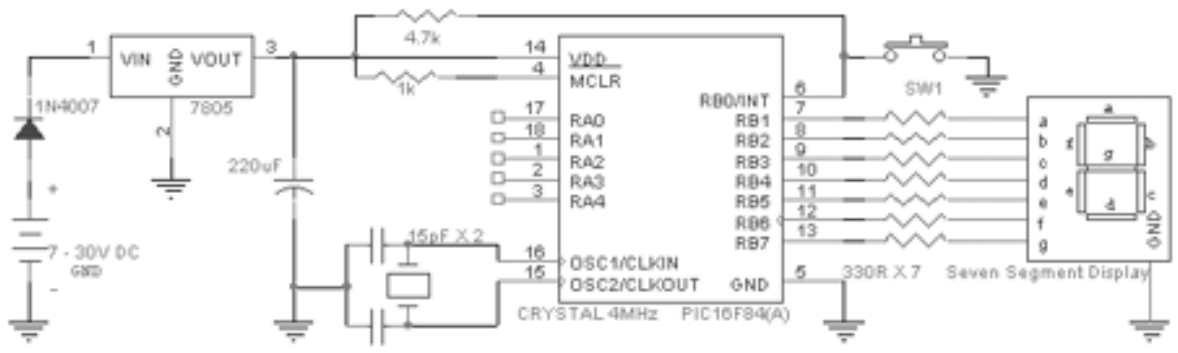 4.7k
1
VIN
GND
VOUT
3
7805
2
1N4007
1k
14
VDD
4
MCLR
17
RA0
18
RA1
1
RA2
2
RA3
3
RA4
220uF
15pF X 2
16
OSC1/CLKIN
15
OSC2/CLKOUT
CRYSTAL 4MHz
PIC16F84(A)
RB0/INT
6
RB1
7
RB2
8
RB3
9
RB4
10
RB5
11
RB6
12
RB7
13
GND
5
SW1
330R X 7
Seven Segment Display
a
b
c
d
e
f
g
a
f
b
g
e
c
d
GND
+
7 - 30V DC
GND
-